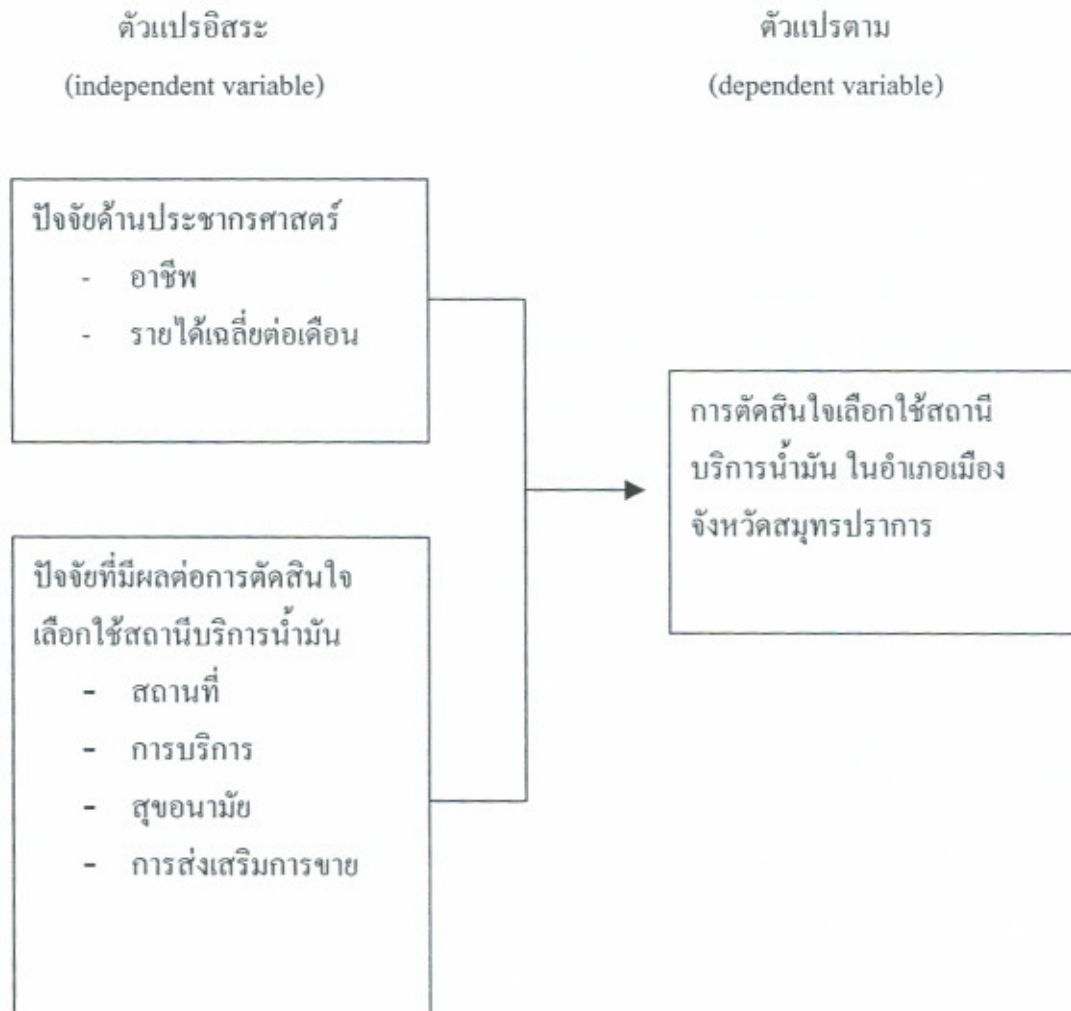 ตัวแปรอิสระ
(independent variable)
ตัวแปรตาม
(dependent variable)
ปัจจัยด้านประชากรศาสตร์
- อาชีพ
- รายได้เฉลี่ยต่อเดือน
ปัจจัยที่มีผลต่อการตัดสินใจ
เลือกใช้สถานีบริการน้ำมัน
- สถานที่
- การบริการ
- สุขอนามัย
- การส่งเสริมการขาย
การตัดสินใจเลือกใช้สถานี
บริการน้ำมัน ในอำเภอเมือง
จังหวัดสมุทรปราการ